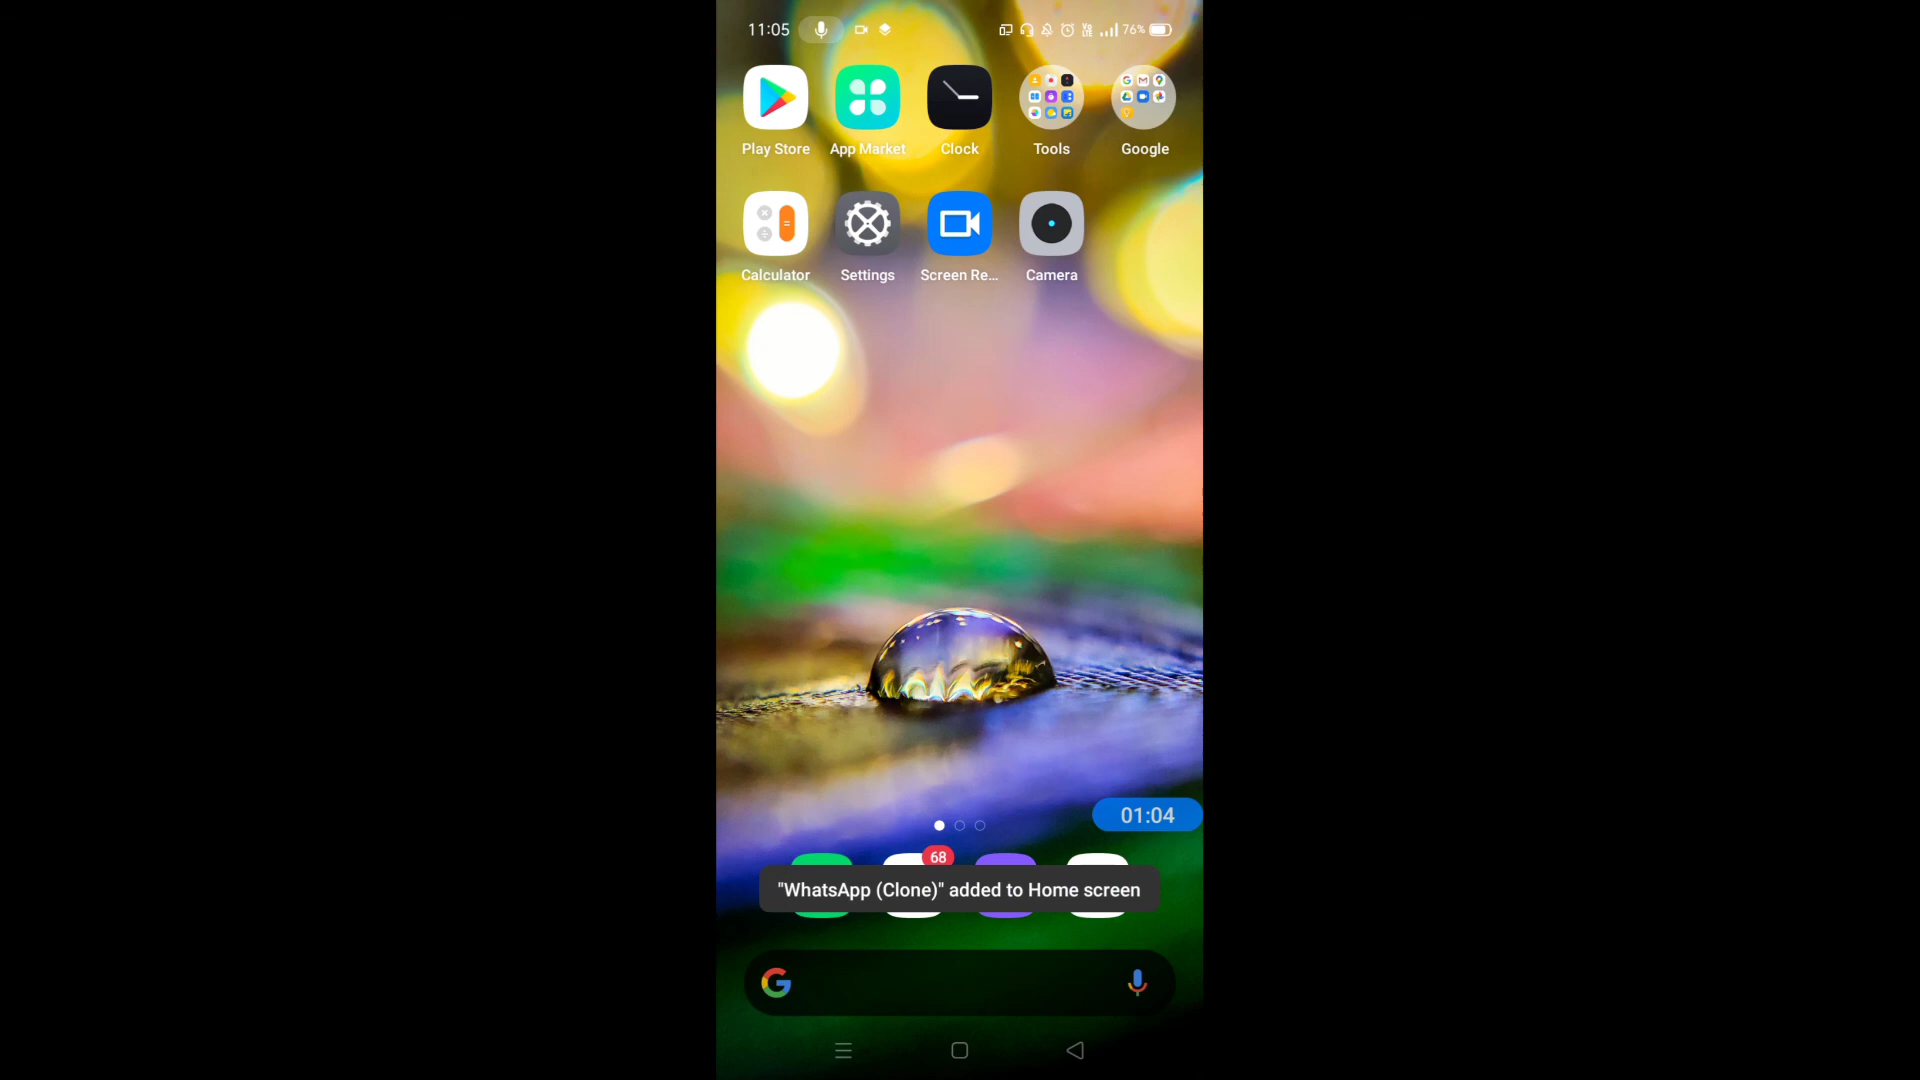 11:05
76%
Play Store
App Market
Clock
Tools
Google
Calculator
Settings
Screen Re...
Camera
01:04
68
"WhatsApp (Clone)" added to Home screen